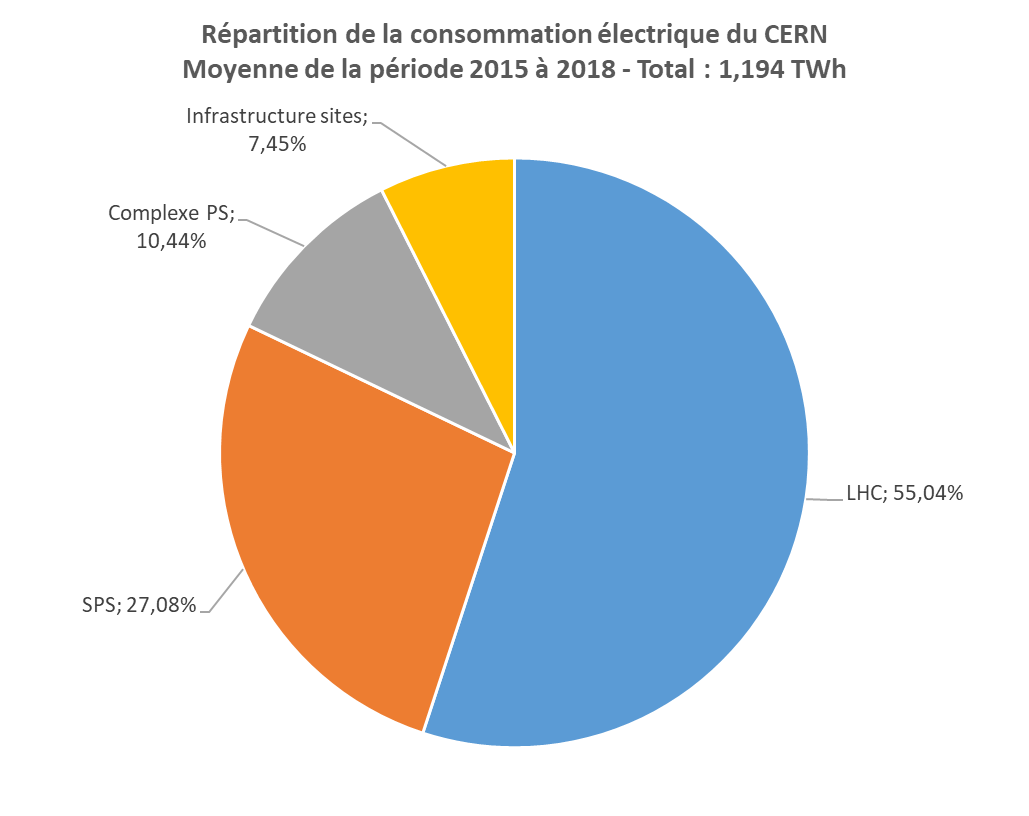 Répartition de la consommation électrique du CERN
Moyenne de la période 2015 à 2018 - Total : 1,194 TWh
Infrastructure sites;
7,45%
Complexe PS;
10,44%
LHC; 55,04%
SPS; 27,08%